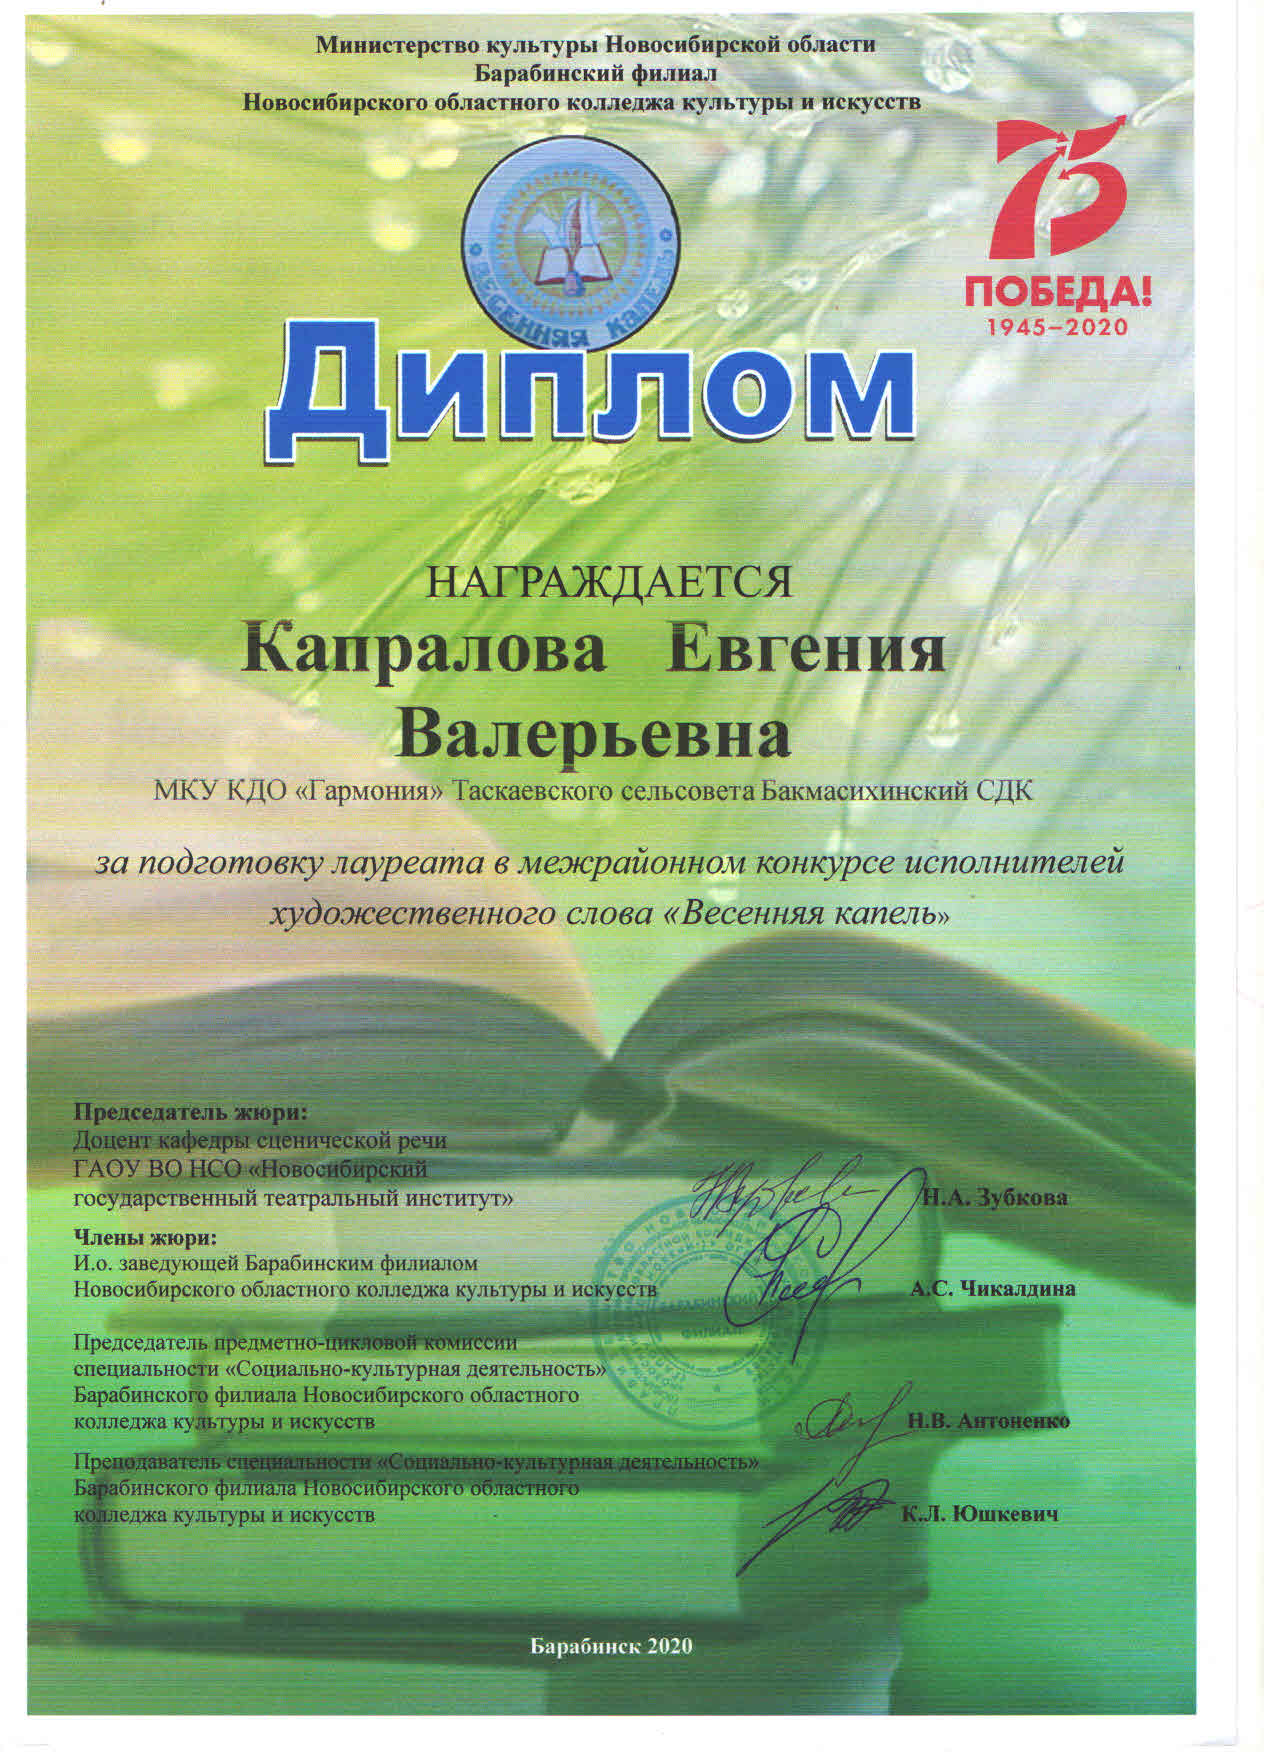 Министерство культуры Новосибирской области
Барабинский филиал
Новосибирского областного колледжа культуры и искусств
75
ПОБЕДА!
1945–2020
ВЕСЕННЯЯ КАПЕЛЬ
Диплом
НАГРАЖДАЕТСЯ
Капралова Евгения
Валерьевна
МКУ КДО «Гармония» Таскаевского сельсовета Бакмасихинский СДК
за подготовку лауреата в межрайонном конкурсе исполнителей
художественного слова «Весенняя капель»
Председатель жюри:
Доцент кафедры сценической речи
ГАОУ ВО НСО «Новосибирский
государственный театральный институт» Н.А. Зубкова
Члены жюри:
И.о. заведующей Барабинским филиалом
Новосибирского областного колледжа культуры и искусств А.С. Чикалдина
Председатель предметно-цикловой комиссии
специальности «Социально-культурная деятельность»
Барабинского филиала Новосибирского областного
колледжа культуры и искусств Н.В. Антоненко
Преподаватель специальности «Социально-культурная деятельность»
Барабинского филиала Новосибирского областного
колледжа культуры и искусств К.Л. Юшкевич
БАРАБИНСКИЙ
ФИЛИАЛ
Барабинск 2020